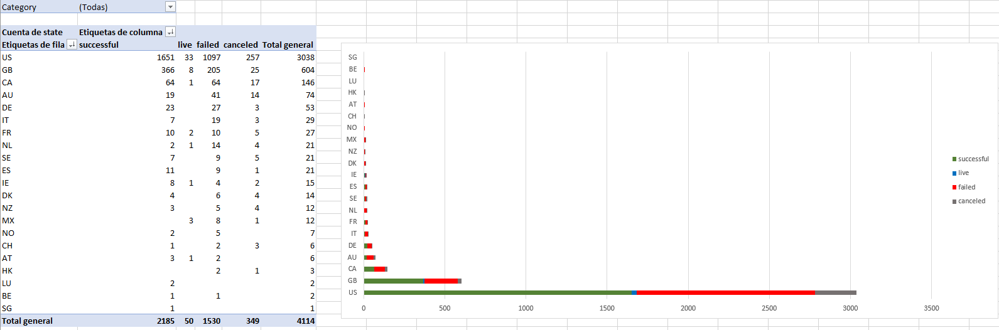 Category (Todas)
Cuenta de state Etiquetas de columna
Etiquetas de fila successful live failed canceled Total general
US 1651 33 1097 257 3038
GB 366 8 205 25 604
CA 64 1 64 17 146
AU 19 41 14 74
DE 23 27 3 53
IT 7 19 3 29
FR 10 2 10 5 27
NL 2 1 14 4 21
SE 7 9 5 21
ES 11 9 1 21
IE 8 1 4 2 15
DK 4 6 4 14
NZ 3 5 4 12
MX 3 8 1 12
NO 2 5 7
CH 1 2 3 6
AT 3 1 2 6
HK 2 1 3
LU 2 2
BE 1 1 2
SG 1 1
Total general 2185 50 1530 349 4114
SG
BE
LU
HK
AT
CH
NO
MX
NZ
DK
IE
ES
SE
NL
FR
IT
DE
AU
CA
GB
US
0 500 1000 1500 2000 2500 3000 3500
successful
live
failed
canceled